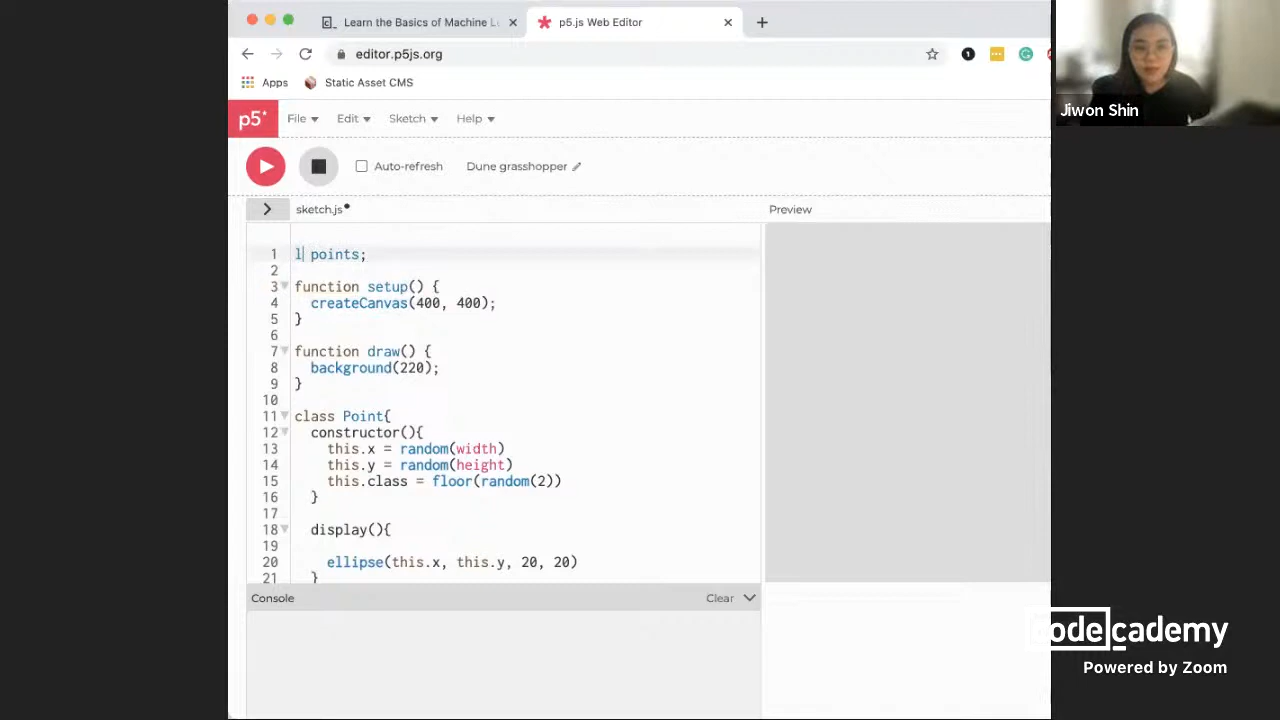 Learn the Basics of Machine Le
p5.js Web Editor
editor.p5js.org
Apps
Static Asset CMS
p5*
File
Edit
Sketch
Help
Auto-refresh
Dune grasshopper
sketch.js
Preview
1 l points;
2
3 function setup() {
4 createCanvas(400, 400);
5 }
6
7 function draw() {
8 background(220);
9 }
10
11 class Point{
12 constructor(){
13 this.x = random(width)
14 this.y = random(height)
15 this.class = floor(random(2))
16 }
17
18 display(){
19
20 ellipse(this.x, this.y, 20, 20)
21 }
Console
Clear
Jiwon Shin
codecademy
Powered by Zoom